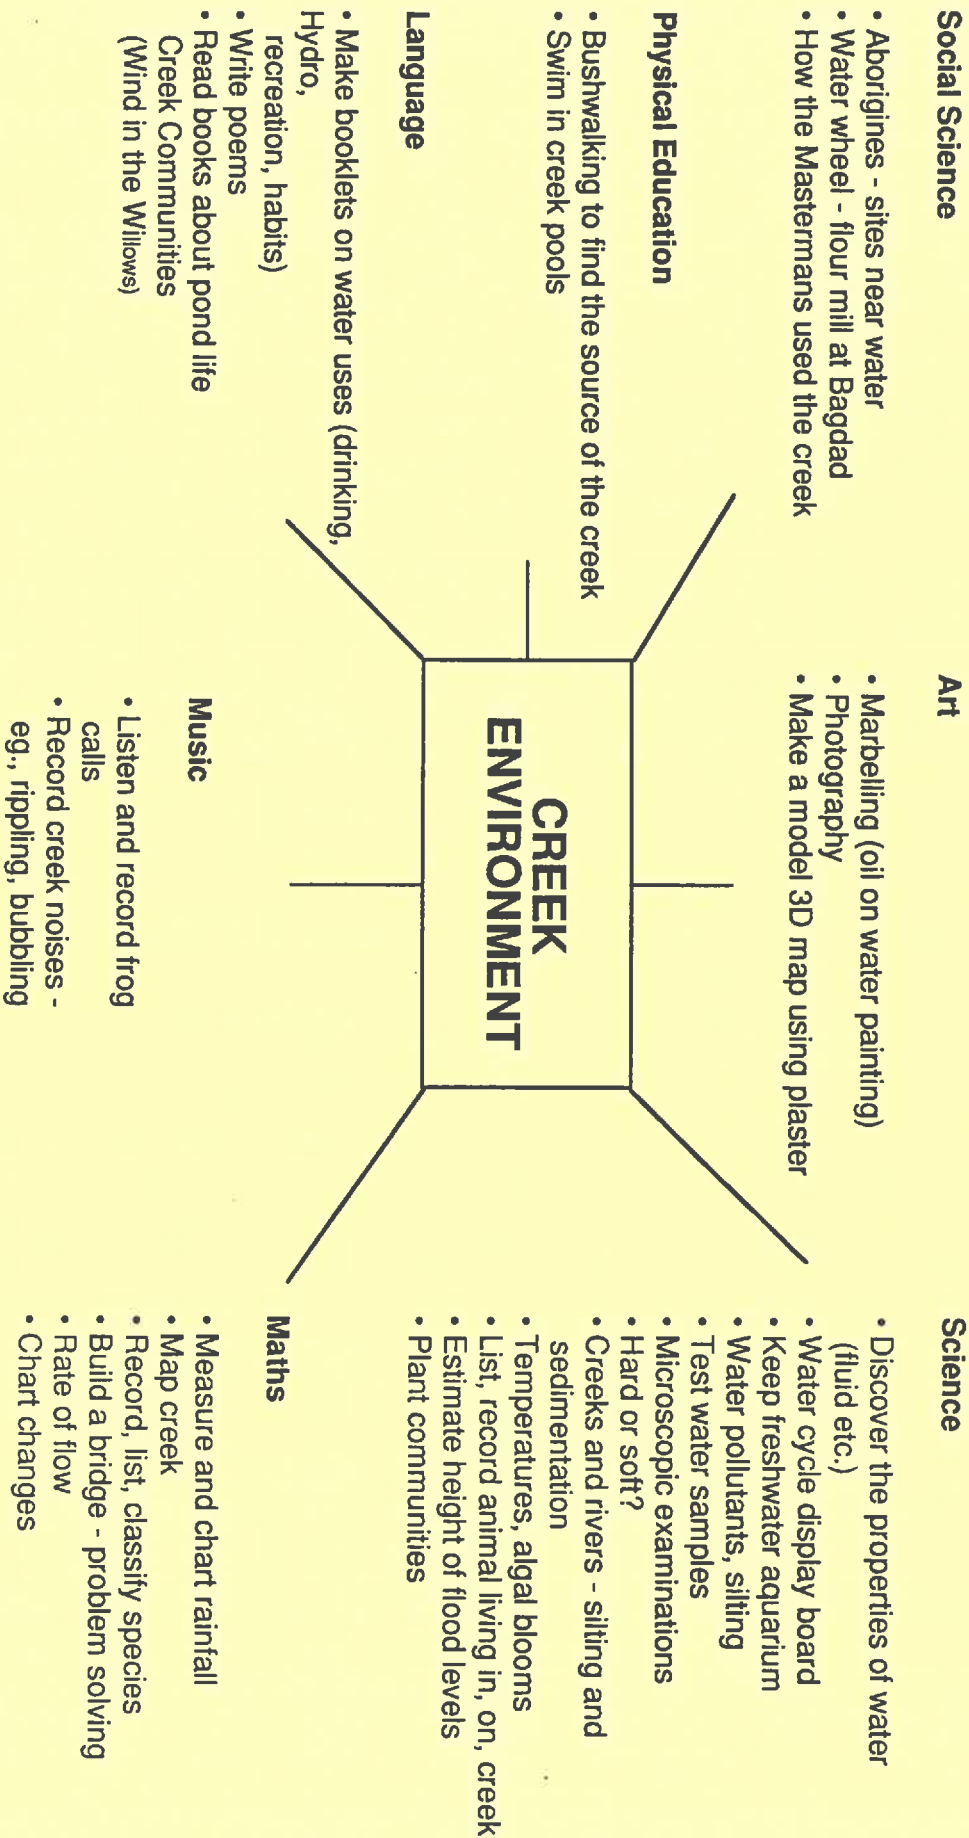 Social Science
• Aborigines - sites near water
• Water wheel - flour mill at Bagdad
• How the Mastermans used the creek
Art
• Marbelling (oil on water painting)
• Photography
• Make a model 3D map using plaster
Science
• Discover the properties of water
(fluid etc.)
• Water cycle display board
• Keep freshwater aquarium
• Water pollutants, silting
• Test water samples
• Microscopic examinations
• Hard or soft?
• Creeks and rivers - silting and
sedimentation
• Temperatures, algal blooms
• List, record animal living in, on, creek
• Estimate height of flood levels
• Plant communities
Physical Education
• Bushwalking to find the source of the creek
• Swim in creek pools
CREEK
ENVIRONMENT
Language
• Make booklets on water uses (drinking,
Hydro,
recreation, habits)
• Write poems
• Read books about pond life
Creek Communities
(Wind in the Willows)
Music
• Listen and record frog
calls
• Record creek noises -
eg., rippling, bubbling
Maths
• Measure and chart rainfall
• Map creek
• Record, list, classify species
• Build a bridge - problem solving
• Rate of flow
• Chart changes